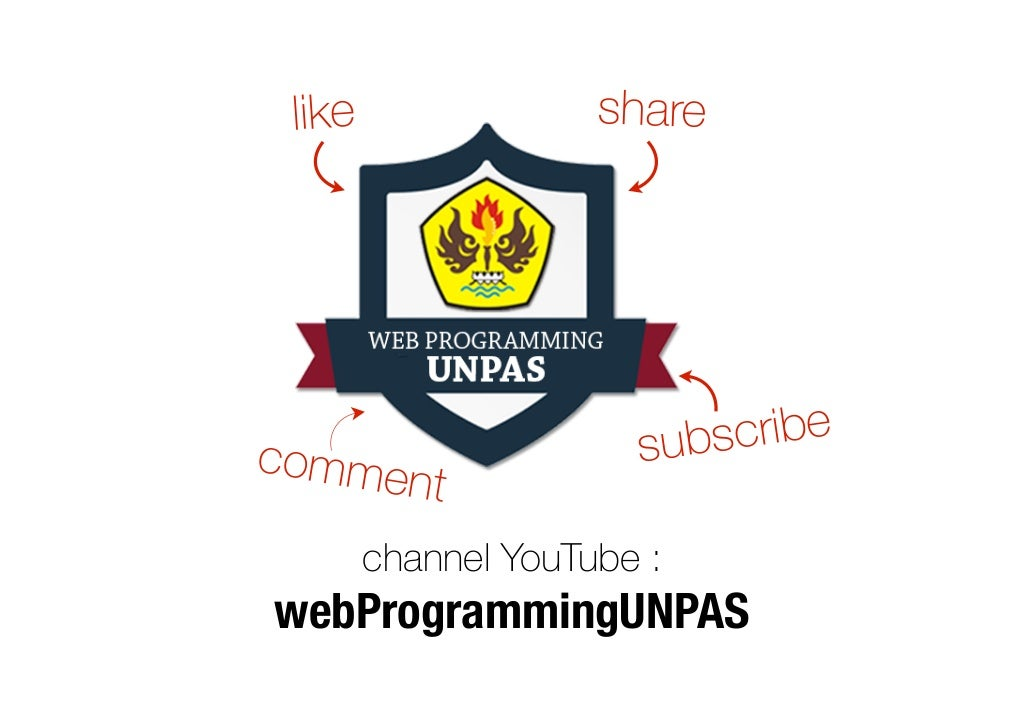 like
share
WEB PROGRAMMING
UNPAS
subscribe
comment
channel YouTube :
webProgrammingUNPAS